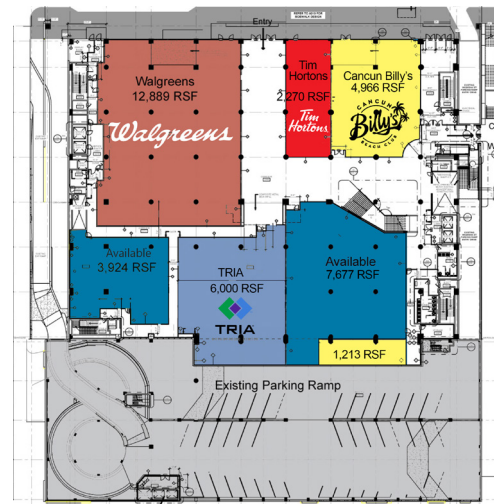 Entry
Walgreens
12,889 RSF
Walgreens
Tim
Hortons
2,270 RSF
Tim
Hortons
Cancun Billy's
4,966 RSF
CANCUN
Billy's
BEACH CLUB
Available
3,924 RSF
TRIA
6,000 RSF
TRIA
Available
7,677 RSF
1,213 RSF
Existing Parking Ramp